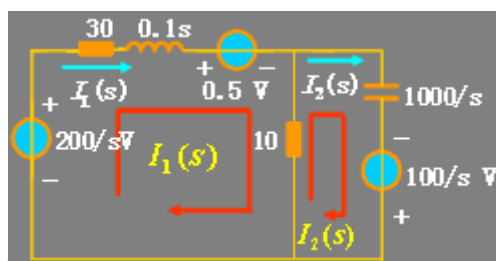 30 0.1s
+ I₁(s) + − I₂(s) 1000/s
0.5 V
+ −
200/sV I₁(s) 10
− 100/s V
I₂(s) +